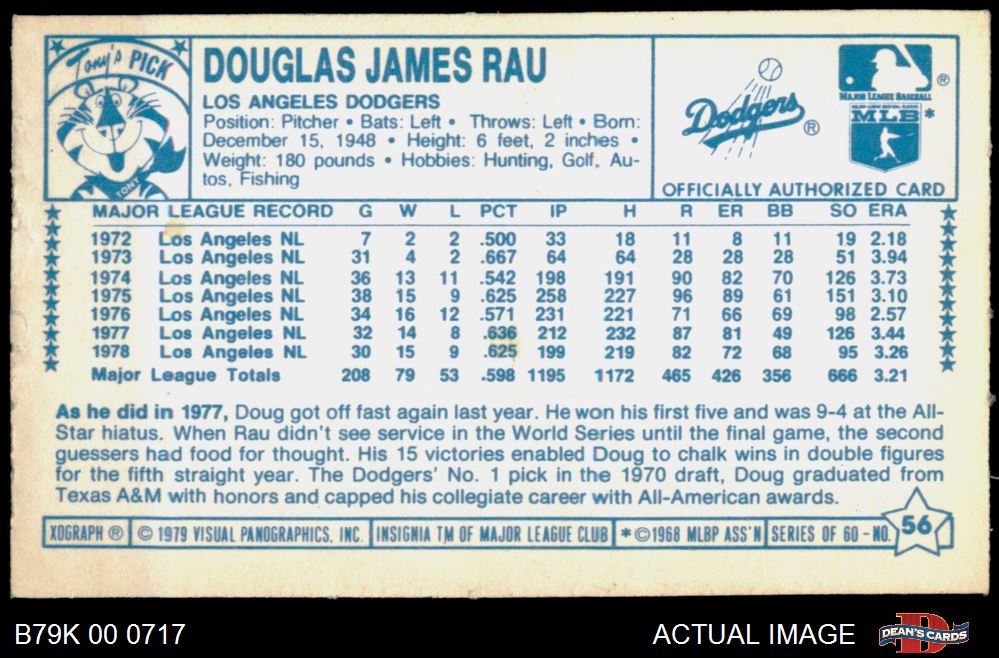 Tony's PICK
TONY
DOUGLAS JAMES RAU
LOS ANGELES DODGERS
Position: Pitcher • Bats: Left • Throws: Left • Born:
December 15, 1948 • Height: 6 feet, 2 inches •
Weight: 180 pounds • Hobbies: Hunting, Golf, Au-
tos, Fishing
Dodgers ®
MAJOR LEAGUE BASEBALL ®
MAJOR LEAGUE BASEBALL PLAYERS
MLB *
OFFICIALLY AUTHORIZED CARD
MAJOR LEAGUE RECORD G W L PCT IP H R ER BB SO ERA
1972 Los Angeles NL 7 2 2 .500 33 18 11 8 11 19 2.18
1973 Los Angeles NL 31 4 2 .667 64 64 28 28 28 51 3.94
1974 Los Angeles NL 36 13 11 .542 198 191 90 82 70 126 3.73
1975 Los Angeles NL 38 15 9 .625 258 227 96 89 61 151 3.10
1976 Los Angeles NL 34 16 12 .571 231 221 71 66 69 98 2.57
1977 Los Angeles NL 32 14 8 .636 212 232 87 81 49 126 3.44
1978 Los Angeles NL 30 15 9 .625 199 219 82 72 68 95 3.26
Major League Totals 208 79 53 .598 1195 1172 465 426 356 666 3.21
As he did in 1977, Doug got off fast again last year. He won his first five and was 9-4 at the All-
Star hiatus. When Rau didn't see service in the World Series until the final game, the second
guessers had food for thought. His 15 victories enabled Doug to chalk wins in double figures
for the fifth straight year. The Dodgers' No. 1 pick in the 1970 draft, Doug graduated from
Texas A&M with honors and capped his collegiate career with All-American awards.
XOGRAPH ® © 1979 VISUAL PANOGRAPHICS, INC. INSIGNIA TM OF MAJOR LEAGUE CLUB * © 1968 MLBP ASS'N SERIES OF 60 - NO. 56
B79K 00 0717 ACTUAL IMAGE DEAN'S CARDS